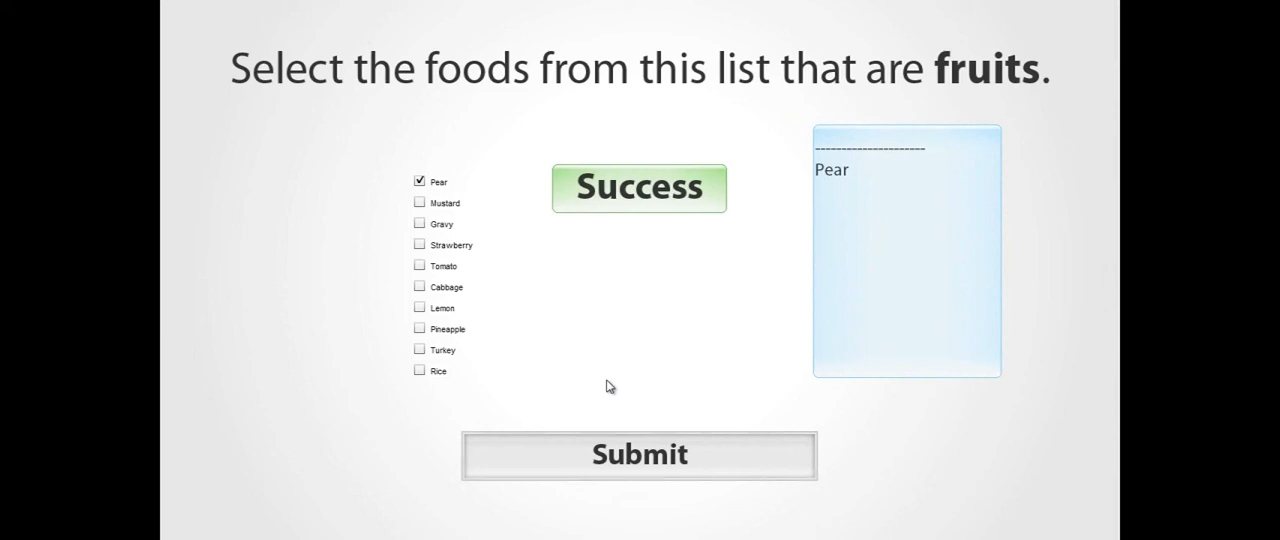 Select the foods from this list that are fruits.
Pear
Mustard
Gravy
Strawberry
Tomato
Cabbage
Lemon
Pineapple
Turkey
Rice
Success
---------------------
Pear
Submit